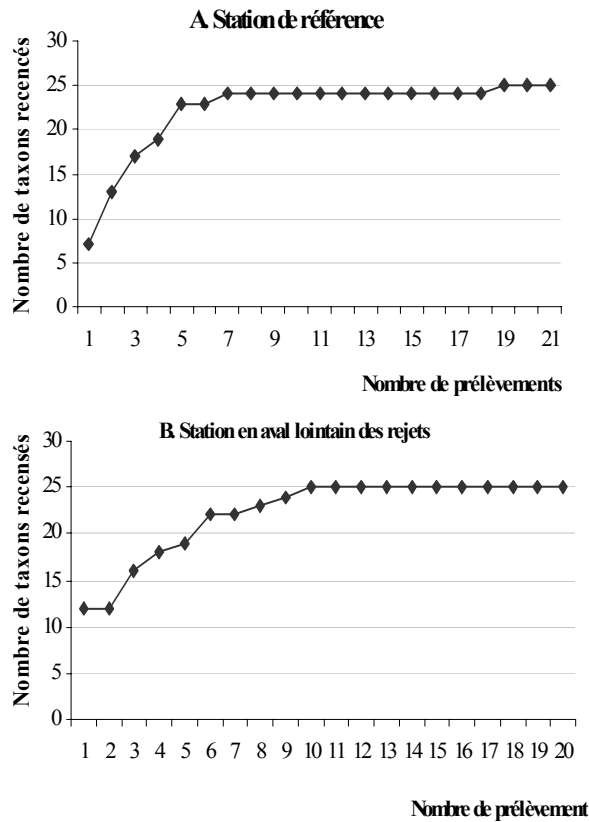 A. Station de référence
Nombre de taxons recencés
30
25
20
15
10
5
0
1 3 5 7 9 11 13 15 17 19 21
Nombre de prélèvements
B. Station en aval lointain des rejets
Nombre de taxons recensés
30
25
20
15
10
5
0
1 2 3 4 5 6 7 8 9 10 11 12 13 14 15 16 17 18 19 20
Nombre de prélèvement